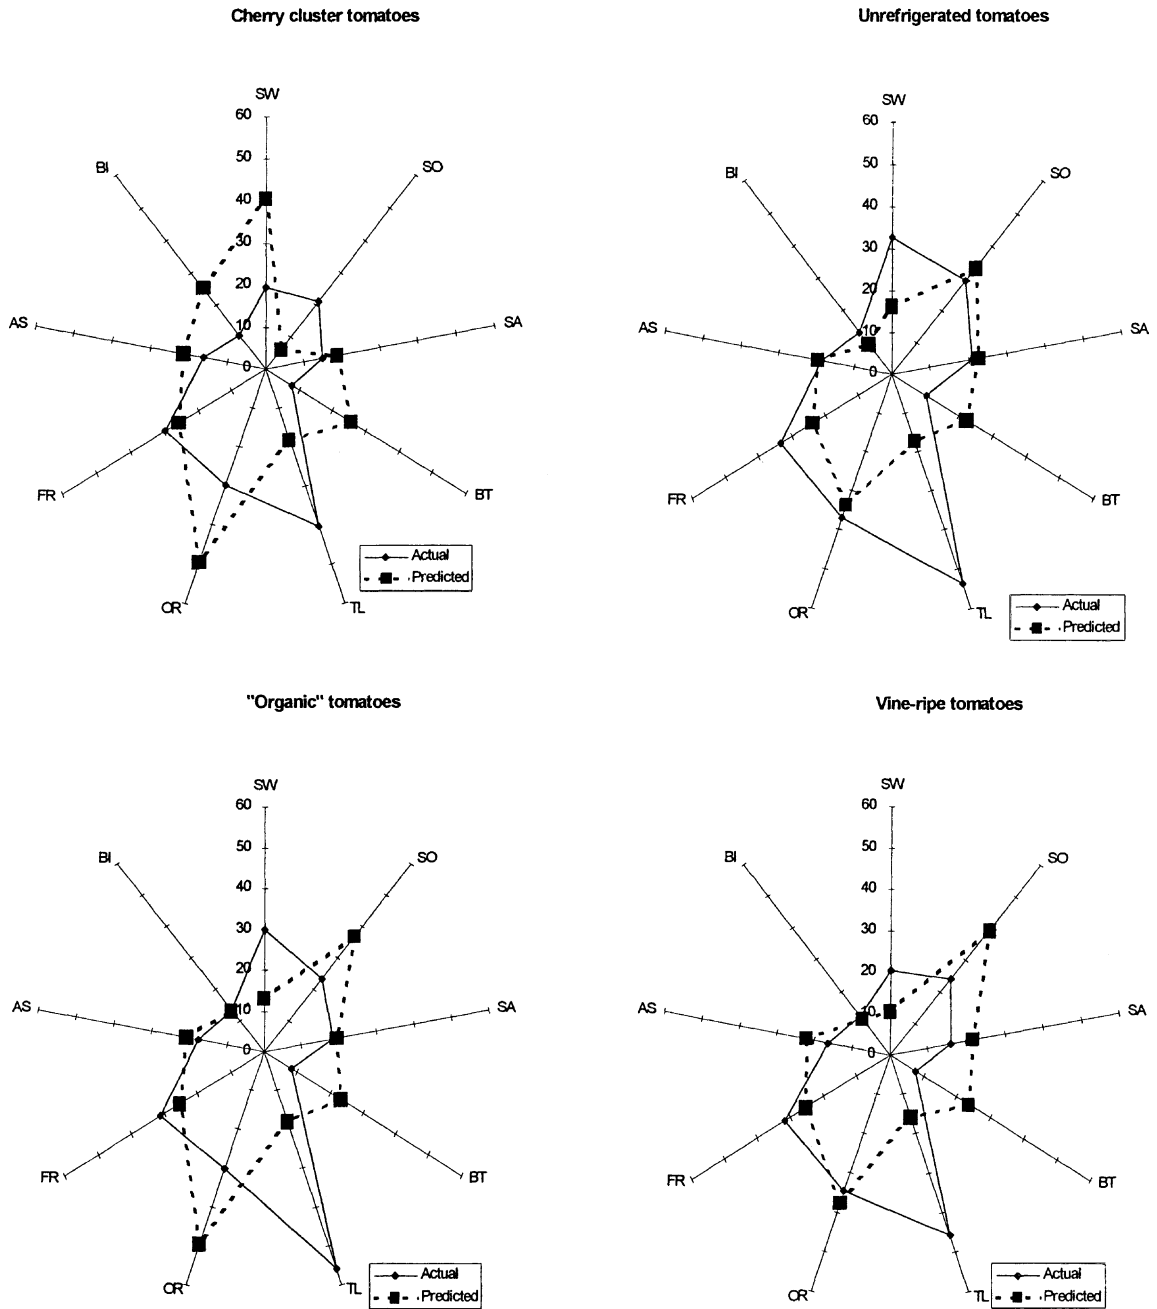 Cherry cluster tomatoes
SW
60
50
40
30
20
10
0
SO
SA
BT
TL
OR
FR
AS
BI
Actual
Predicted
Unrefrigerated tomatoes
SW
60
50
40
30
20
10
0
SO
SA
BT
TL
OR
FR
AS
BI
Actual
Predicted
"Organic" tomatoes
SW
60
50
40
30
20
10
0
SO
SA
BT
TL
OR
FR
AS
BI
Actual
Predicted
Vine-ripe tomatoes
SW
60
50
40
30
20
10
0
SO
SA
BT
TL
OR
FR
AS
BI
Actual
Predicted